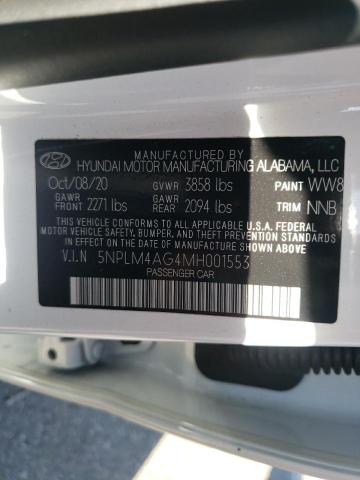 MANUFACTURED BY
HYUNDAI MOTOR MANUFACTURING ALABAMA, LLC
Oct/08/20 GVWR 3858 lbs PAINT WW8
GAWR FRONT 2271 lbs GAWR REAR 2094 lbs TRIM NNB
THIS VEHICLE CONFORMS TO ALL APPLICABLE U.S.A. FEDERAL
MOTOR VEHICLE SAFETY, BUMPER, AND THEFT PREVENTION STANDARDS
IN EFFECT ON THE DATE OF MANUFACTURE SHOWN ABOVE.
V.I.N 5NPLM4AG4MH001553
PASSENGER CAR